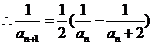 ∴ 1/a_{n+1} = 1/2(1/a_n − 1/(a_n + 2))